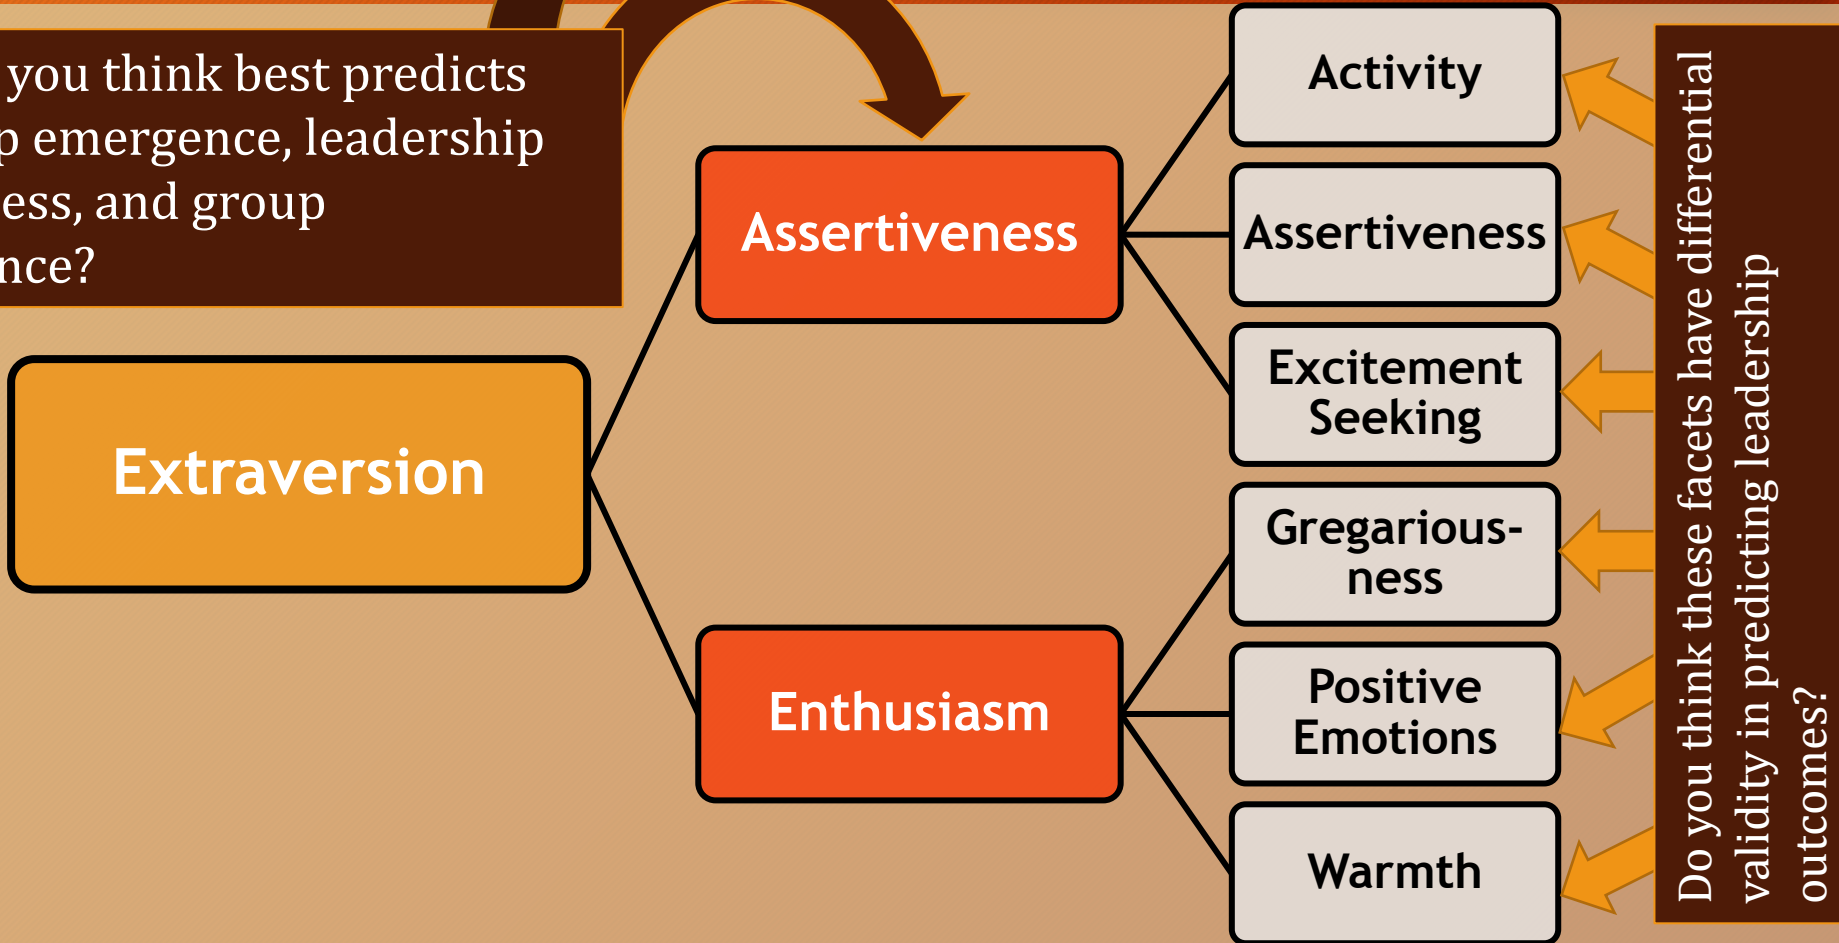 you think best predicts
p emergence, leadership
ess, and group
nce?
Extraversion
Assertiveness
Enthusiasm
Activity
Assertiveness
Excitement
Seeking
Gregarious-
ness
Positive
Emotions
Warmth
Do you think these facets have differential
validity in predicting leadership
outcomes?